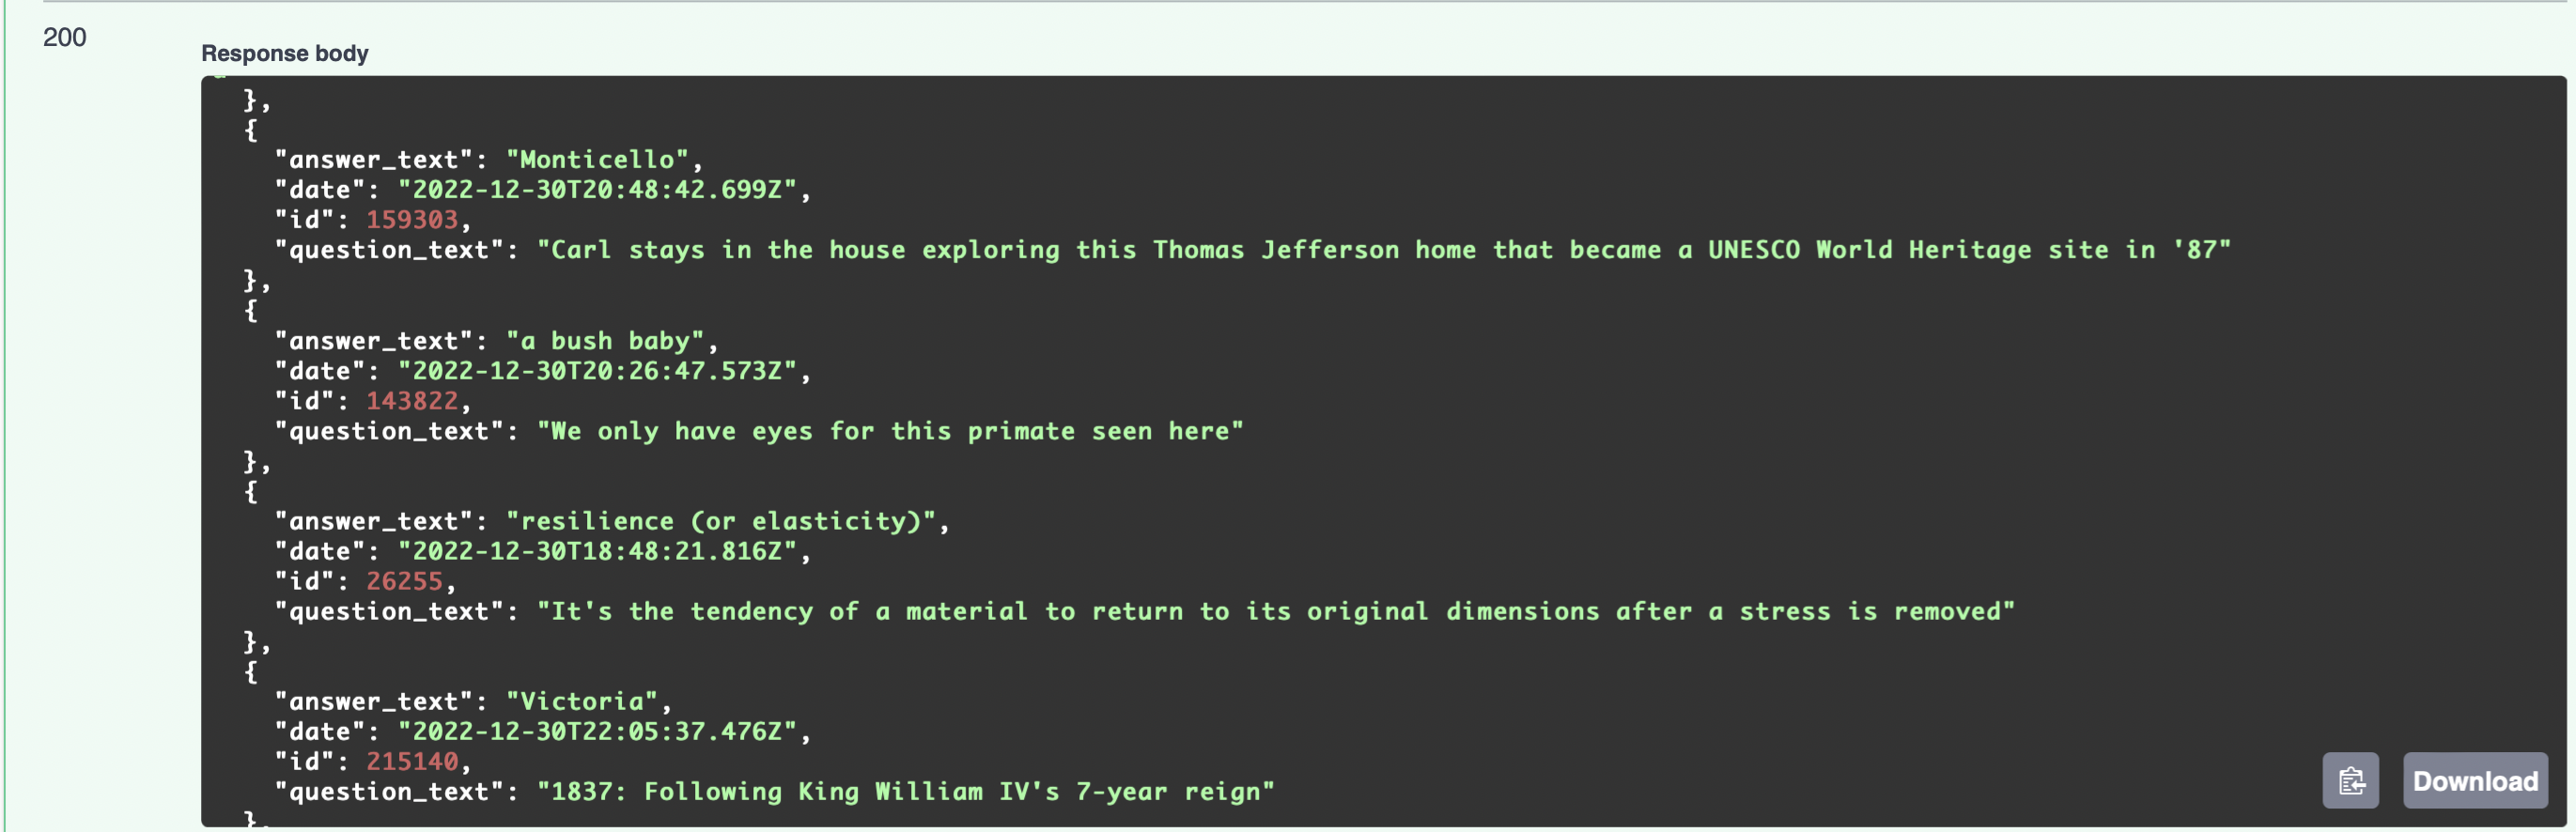 200
Response body
},
{
"answer_text": "Monticello",
"date": "2022-12-30T20:48:42.699Z",
"id": 159303,
"question_text": "Carl stays in the house exploring this Thomas Jefferson home that became a UNESCO World Heritage site in '87"
},
{
"answer_text": "a bush baby",
"date": "2022-12-30T20:26:47.573Z",
"id": 143822,
"question_text": "We only have eyes for this primate seen here"
},
{
"answer_text": "resilience (or elasticity)",
"date": "2022-12-30T18:48:21.816Z",
"id": 26255,
"question_text": "It's the tendency of a material to return to its original dimensions after a stress is removed"
},
{
"answer_text": "Victoria",
"date": "2022-12-30T22:05:37.476Z",
"id": 215140,
"question_text": "1837: Following King William IV's 7-year reign"
},
Download